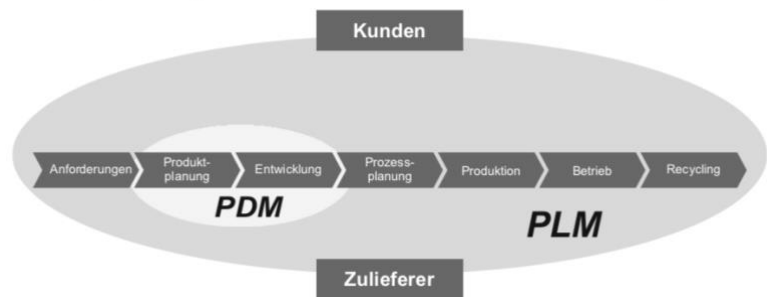 Kunden
Anforderungen
Produkt-
planung
Entwicklung
Prozess-
planung
Produktion
Betrieb
Recycling
PDM
PLM
Zulieferer